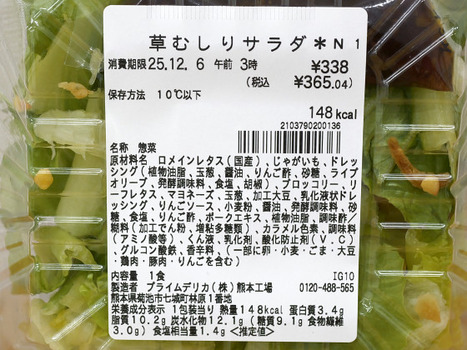 草むしりサラダ＊N 1
消費期限25.12. 6 午前 3時 ¥338
(税込 ¥365.04)
保存方法 10℃以下
148kcal
2103790200136
名称 惣菜
原材料名 ロメインレタス(国産)、じゃがいも、ドレッ
シング(植物油脂、玉葱、醤油、りんご酢、砂糖、ライプ
オリーブ、発酵調味料、食塩、胡椒)、ブロッコリー、リ
ーフレタス、マヨネーズ、玉葱、加工大豆、乳化液状ドレ
ッシング、りんごソース、小麦粉、醤油、発酵調味料、砂
糖、食塩、りんご酢、ポークエキス、植物油脂、調味酢／
糊料(加工でん粉、増粘多糖類)、カラメル色素、調味料
(アミノ酸等)、くん液、乳化剤、酸化防止剤(V.C)
、グルコン酸鉄、香辛料、(一部に卵・小麦・ごま・大豆
・鶏肉・豚肉・りんごを含む)
内容量 1食 IG10
製造者 プライムデリカ(株)熊本工場 0120-488-565
熊本県菊池市七城町林原1番地
栄養成分表示 1包装当り 熱量148kcal 蛋白質3.4g
脂質10.2g 炭水化物12.1g (糖質9.1g 食物繊維
3.0g) 食塩相当量1.4g <推定値>